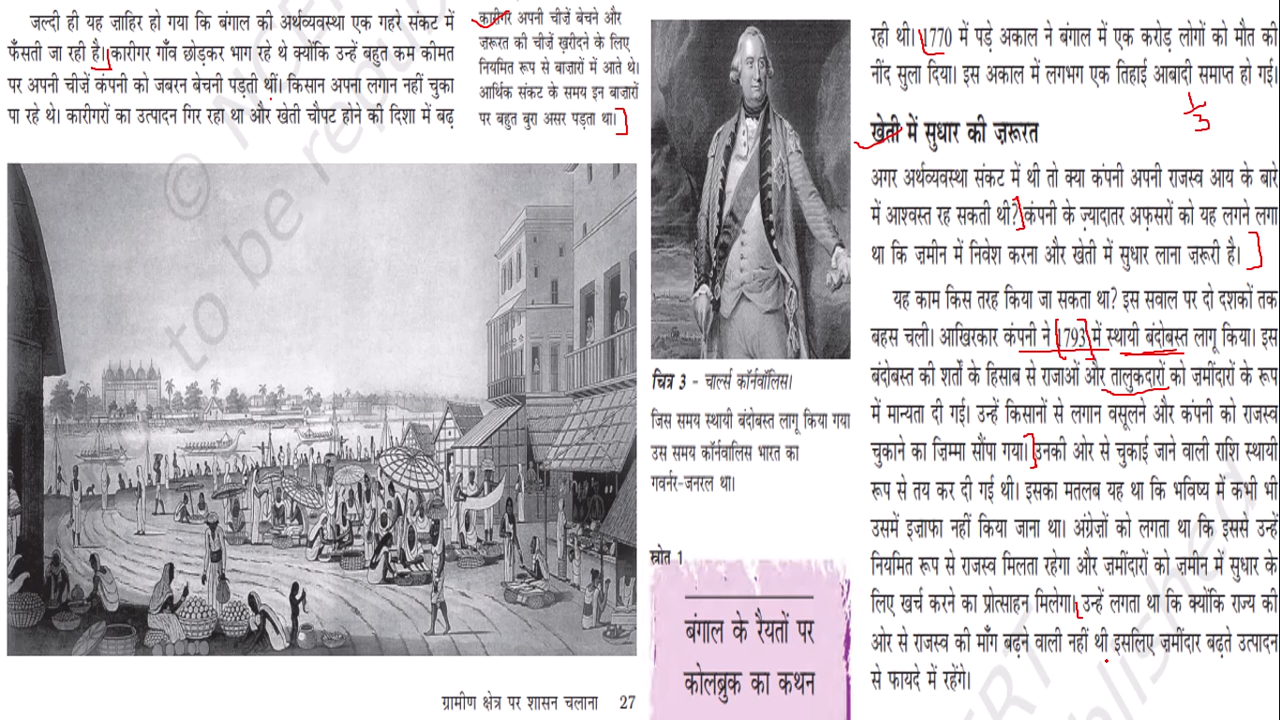 जल्दी ही यह ज़ाहिर हो गया कि बंगाल की अर्थव्यवस्था एक गहरे संकट में
फँसती जा रही है। कारीगर गाँव छोड़कर भाग रहे थे क्योंकि उन्हें बहुत कम कीमत
पर अपनी चीज़ें कंपनी को जबरन बेचनी पड़ती थीं। किसान अपना लगान नहीं चुका
पा रहे थे। कारीगरों का उत्पादन गिर रहा था और खेती चौपट होने की दिशा में बढ़
कारीगर अपनी चीज़ें बेचने और
ज़रूरत की चीज़ें ख़रीदने के लिए
नियमित रूप से बाजारों में आते थे।
आर्थिक संकट के समय इन बाज़ारों
पर बहुत बुरा असर पड़ता था।
© NCERT
to be republished
ग्रामीण क्षेत्र पर शासन चलाना 27
चित्र 3 – चार्ल्स कॉर्नवॉलिस।
जिस समय स्थायी बंदोबस्त लागू किया गया
उस समय कॉर्नवालिस भारत का
गवर्नर-जनरल था।
स्रोत 1
बंगाल के रैयतों पर
कोलब्रुक का कथन
रही थी। 1770 में पड़े अकाल ने बंगाल में एक करोड़ लोगों को मौत की
नींद सुला दिया। इस अकाल में लगभग एक तिहाई आबादी समाप्त हो गई।
1/3
खेती में सुधार की ज़रूरत
अगर अर्थव्यवस्था संकट में थी तो क्या कंपनी अपनी राजस्व आय के बारे
में आश्वस्त रह सकती थी? कंपनी के ज़्यादातर अफ़सरों को यह लगने लगा
था कि ज़मीन में निवेश करना और खेती में सुधार लाना ज़रूरी है।
यह काम किस तरह किया जा सकता था? इस सवाल पर दो दशकों तक
बहस चली। आखिरकार कंपनी ने 1793 में स्थायी बंदोबस्त लागू किया। इस
बंदोबस्त की शर्तों के हिसाब से राजाओं और तालुकदारों को ज़मींदारों के रूप
में मान्यता दी गई। उन्हें किसानों से लगान वसूलने और कंपनी को राजस्व
चुकाने का जिम्मा सौंपा गया। उनकी ओर से चुकाई जाने वाली राशि स्थायी
रूप से तय कर दी गई थी। इसका मतलब यह था कि भविष्य में कभी भी
उसमें इज़ाफा नहीं किया जाना था। अंग्रेज़ों को लगता था कि इससे उन्हें
नियमित रूप से राजस्व मिलता रहेगा और ज़मींदारों को ज़मीन में सुधार के
लिए खर्च करने का प्रोत्साहन मिलेगा। उन्हें लगता था कि क्योंकि राज्य की
ओर से राजस्व की माँग बढ़ने वाली नहीं थी इसलिए ज़मींदार बढ़ते उत्पादन
से फायदे में रहेंगे।